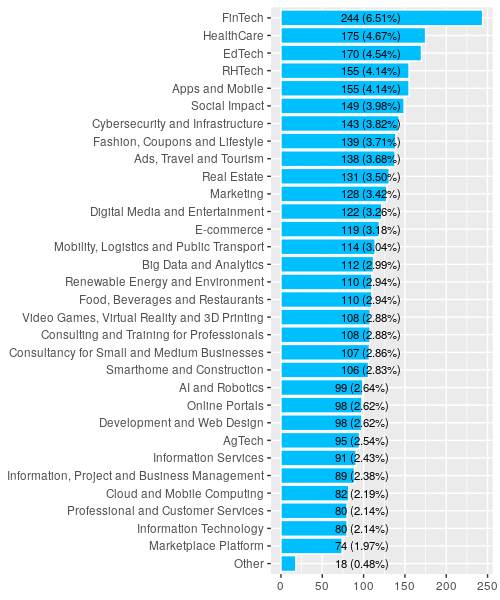 FinTech 244 (6.51%)
HealthCare 175 (4.67%)
EdTech 170 (4.54%)
RHTech 155 (4.14%)
Apps and Mobile 155 (4.14%)
Social Impact 149 (3.98%)
Cybersecurity and Infrastructure 143 (3.82%)
Fashion, Coupons and Lifestyle 139 (3.71%)
Ads, Travel and Tourism 138 (3.68%)
Real Estate 131 (3.50%)
Marketing 128 (3.42%)
Digital Media and Entertainment 122 (3.26%)
E-commerce 119 (3.18%)
Mobility, Logistics and Public Transport 114 (3.04%)
Big Data and Analytics 112 (2.99%)
Renewable Energy and Environment 110 (2.94%)
Food, Beverages and Restaurants 110 (2.94%)
Video Games, Virtual Reality and 3D Printing 108 (2.88%)
Consulting and Training for Professionals 108 (2.88%)
Consultancy for Small and Medium Businesses 107 (2.86%)
Smarthome and Construction 106 (2.83%)
AI and Robotics 99 (2.64%)
Online Portals 98 (2.62%)
Development and Web Design 98 (2.62%)
AgTech 95 (2.54%)
Information Services 91 (2.43%)
Information, Project and Business Management 89 (2.38%)
Cloud and Mobile Computing 82 (2.19%)
Professional and Customer Services 80 (2.14%)
Information Technology 80 (2.14%)
Marketplace Platform 74 (1.97%)
Other 18 (0.48%)
0 50 100 150 200 250